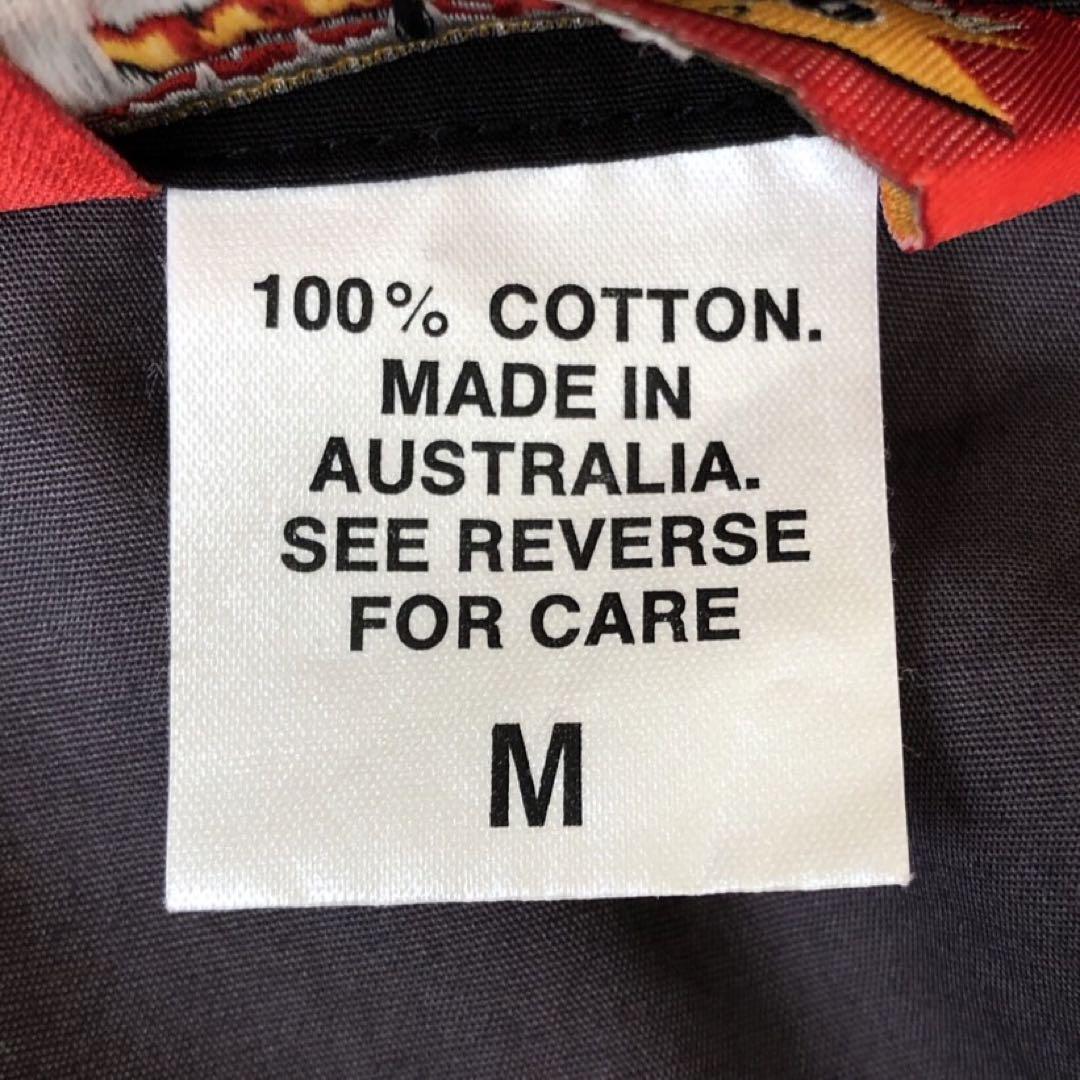 100% COTTON.
MADE IN
AUSTRALIA.
SEE REVERSE
FOR CARE
M